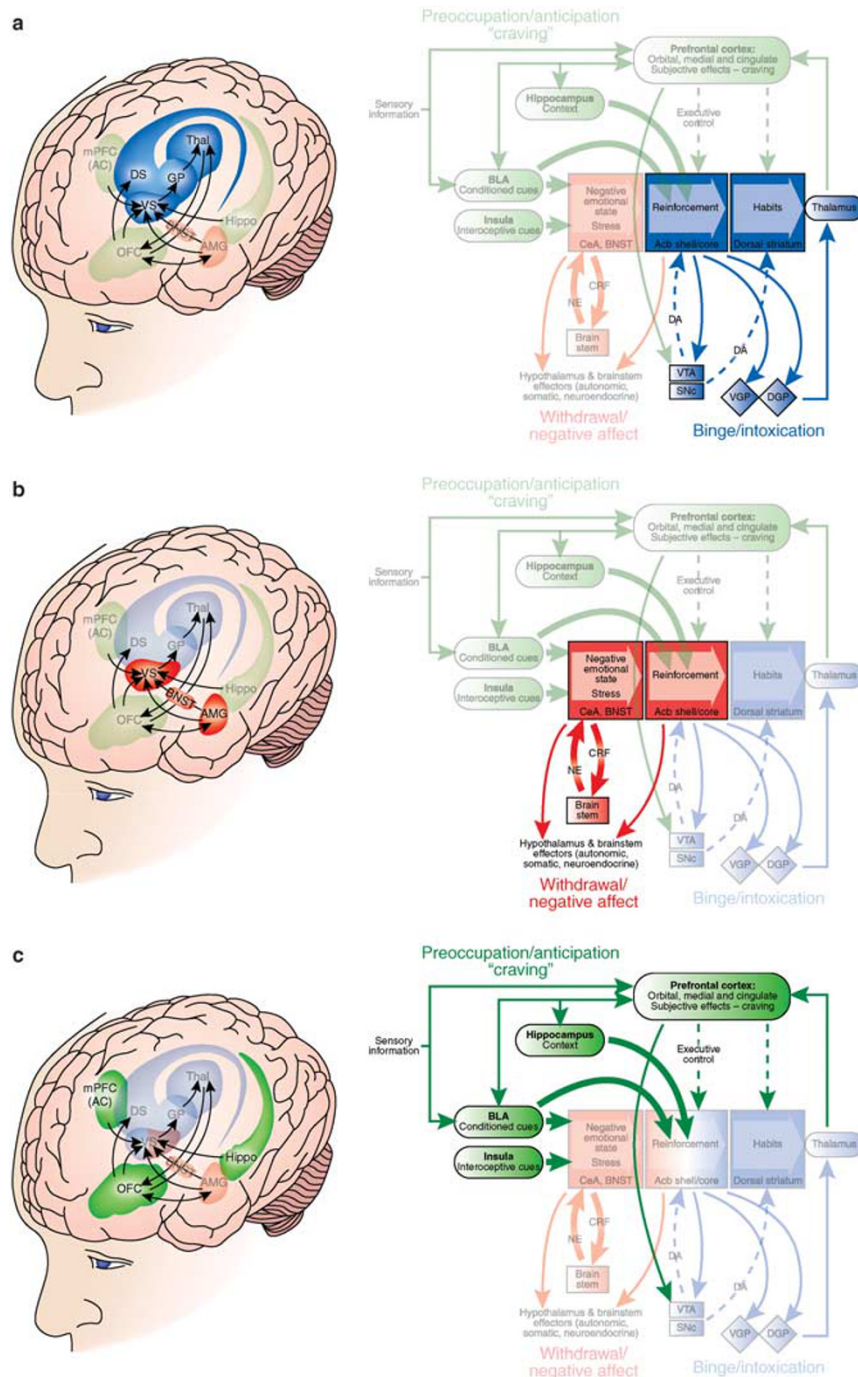 a
Preoccupation/anticipation
“craving”
Prefrontal cortex:
Orbital, medial and cingulate
Subjective effects – craving
Sensory
information
Hippocampus
Context
Executive
control
BLA
Conditioned cues
Insula
Interoceptive cues
Negative
emotional
state
Stress
CeA, BNST
Reinforcement
Acb shell/core
Habits
Dorsal striatum
Thalamus
NE
CRF
Brain
stem
DA
DA
VTA
SNc
VGP
DGP
Hypothalamus & brainstem
effectors (autonomic,
somatic, neuroendocrine)
Withdrawal/
negative affect
Binge/intoxication
mPFC
(AC)
DS
GP
Thal
VS
BNST
Hippo
OFC
AMG
b
Preoccupation/anticipation
“craving”
Prefrontal cortex:
Orbital, medial and cingulate
Subjective effects – craving
Sensory
information
Hippocampus
Context
Executive
control
BLA
Conditioned cues
Insula
Interoceptive cues
Negative
emotional
state
Stress
CeA, BNST
Reinforcement
Acb shell/core
Habits
Dorsal striatum
Thalamus
NE
CRF
Brain
stem
DA
DA
VTA
SNc
VGP
DGP
Hypothalamus & brainstem
effectors (autonomic,
somatic, neuroendocrine)
Withdrawal/
negative affect
Binge/intoxication
mPFC
(AC)
DS
GP
Thal
VS
BNST
Hippo
OFC
AMG
c
Preoccupation/anticipation
“craving”
Prefrontal cortex:
Orbital, medial and cingulate
Subjective effects – craving
Sensory
information
Hippocampus
Context
Executive
control
BLA
Conditioned cues
Insula
Interoceptive cues
Negative
emotional
state
Stress
CeA, BNST
Reinforcement
Acb shell/core
Habits
Dorsal striatum
Thalamus
NE
CRF
Brain
stem
DA
DA
VTA
SNc
VGP
DGP
Hypothalamus & brainstem
effectors (autonomic,
somatic, neuroendocrine)
Withdrawal/
negative affect
Binge/intoxication
mPFC
(AC)
DS
GP
Thal
VS
BNST
Hippo
OFC
AMG